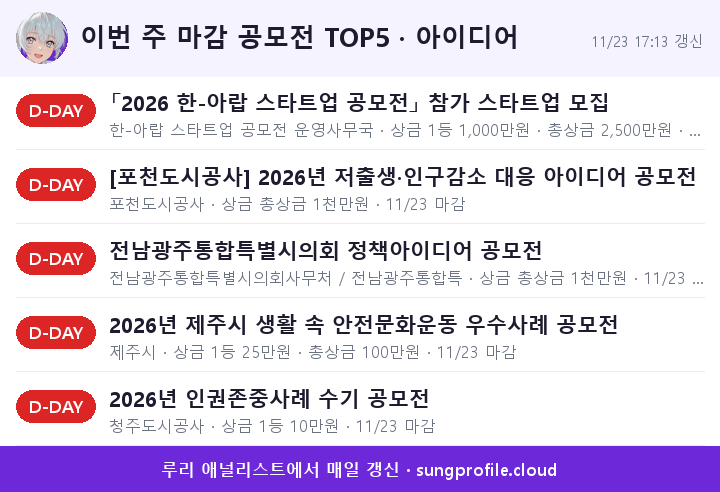 이번 주 마감 공모전 TOP5 · 아이디어
11/23 17:13 갱신
D-DAY
「2026 한-아랍 스타트업 공모전」 참가 스타트업 모집
한-아랍 스타트업 공모전 운영사무국 · 상금 1등 1,000만원 · 총상금 2,500만원 · ...
D-DAY
[포천도시공사] 2026년 저출생·인구감소 대응 아이디어 공모전
포천도시공사 · 상금 총상금 1천만원 · 11/23 마감
D-DAY
전남광주통합특별시의회 정책아이디어 공모전
전남광주통합특별시의회사무처 / 전남광주통합특 · 상금 총상금 1천만원 · 11/23 ...
D-DAY
2026년 제주시 생활 속 안전문화운동 우수사례 공모전
제주시 · 상금 1등 25만원 · 총상금 100만원 · 11/23 마감
D-DAY
2026년 인권존중사례 수기 공모전
청주도시공사 · 상금 1등 10만원 · 11/23 마감
루리 애널리스트에서 매일 갱신 · sungprofile.cloud